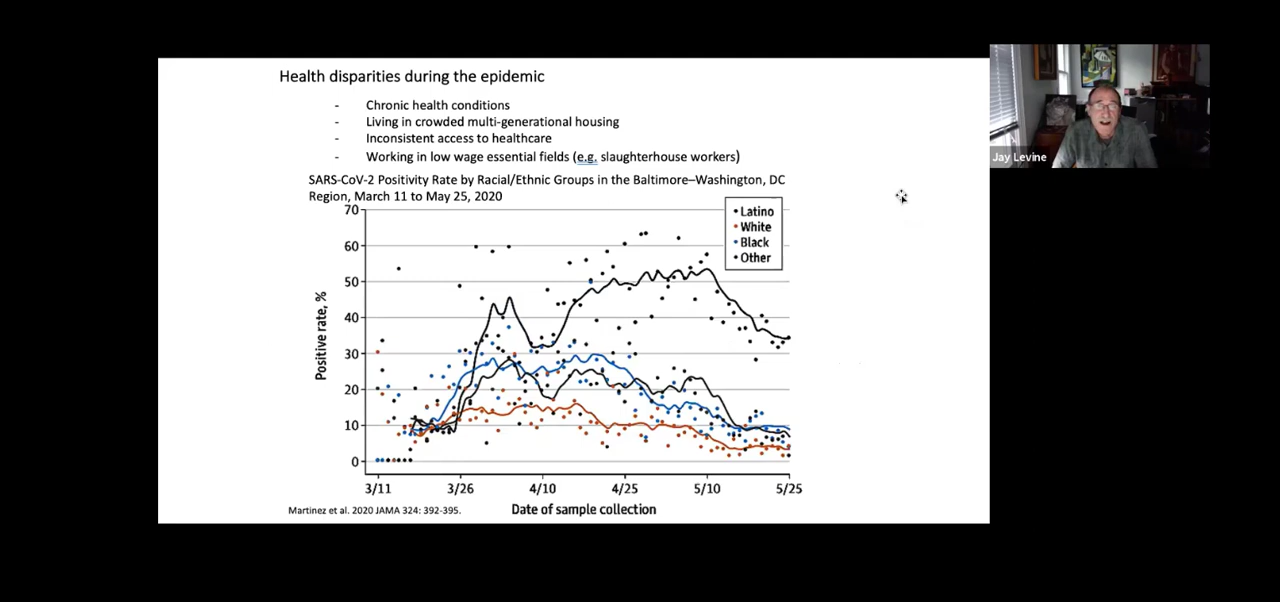 Health disparities during the epidemic
- Chronic health conditions
- Living in crowded multi-generational housing
- Inconsistent access to healthcare
- Working in low wage essential fields (e.g. slaughterhouse workers)
SARS-CoV-2 Positivity Rate by Racial/Ethnic Groups in the Baltimore–Washington, DC
Region, March 11 to May 25, 2020
Latino
White
Black
Other
Positive rate, %
70
60
50
40
30
20
10
0
3/11 3/26 4/10 4/25 5/10 5/25
Date of sample collection
Martinez et al. 2020 JAMA 324: 392-395.
Jay Levine